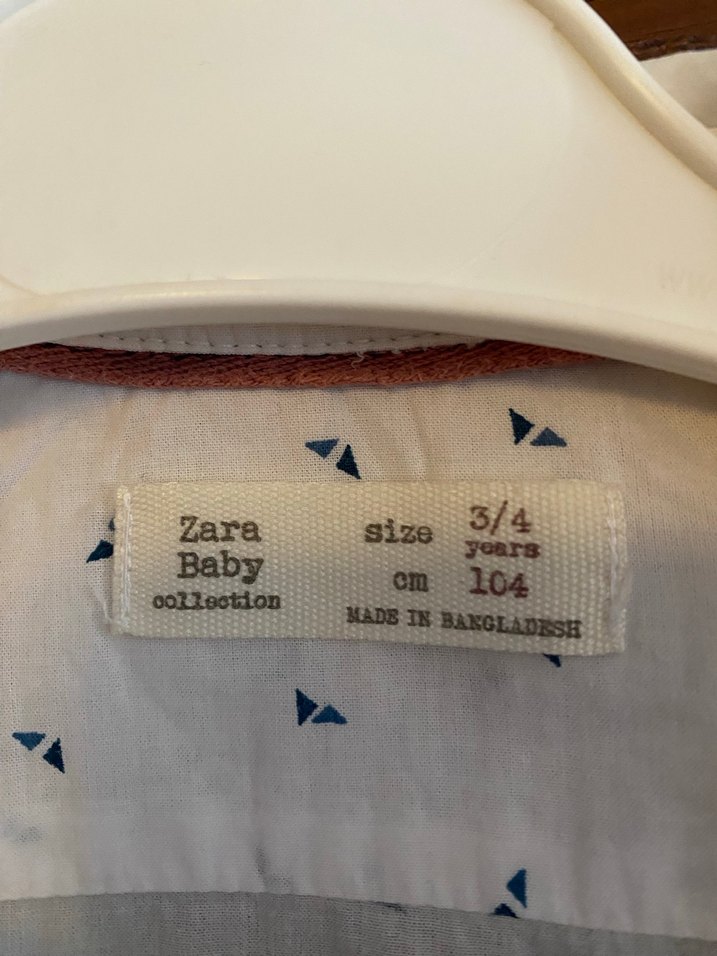 Zara
Baby
collection
size 3/4
years
cm 104
MADE IN BANGLADESH